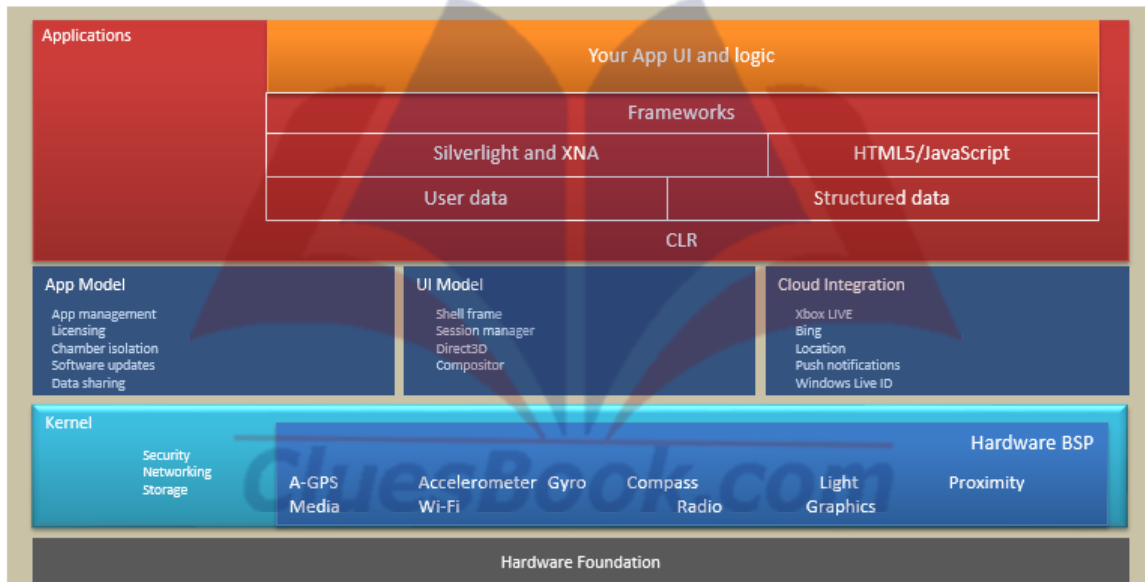 Applications
Your App UI and logic
Frameworks
Silverlight and XNA HTML5/JavaScript
User data Structured data
CLR
App Model
App management
Licensing
Chamber isolation
Software updates
Data sharing
UI Model
Shell frame
Session manager
Direct3D
Compositor
Cloud Integration
Xbox LIVE
Bing
Location
Push notifications
Windows Live ID
Kernel
Security
Networking
Storage
Hardware BSP
A-GPS Accelerometer Gyro Compass Light Proximity
Media Wi-Fi Radio Graphics
CluesBook.com
Hardware Foundation